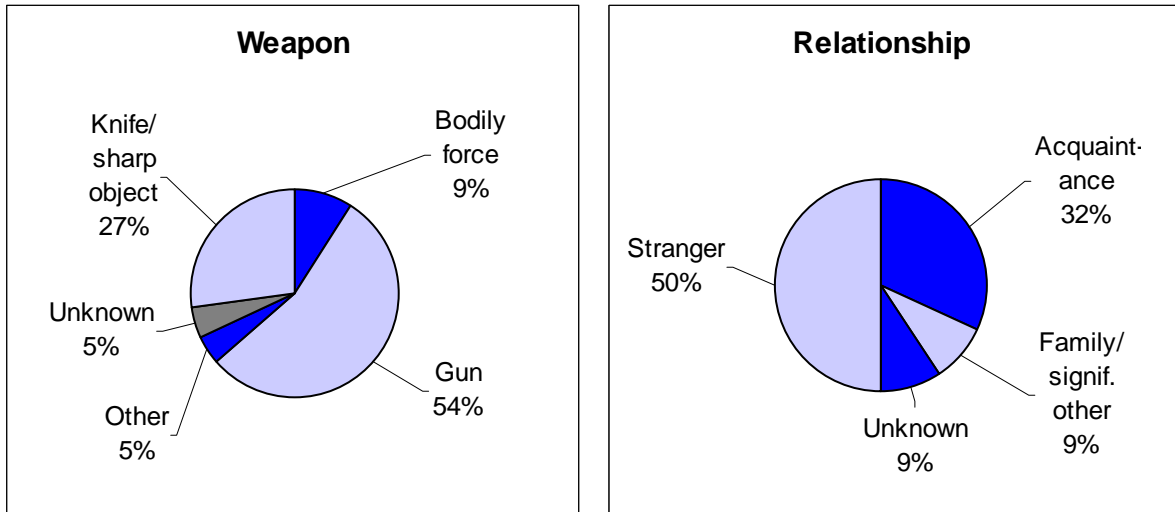 Weapon
Knife/
sharp
object
27%
Bodily
force
9%
Unknown
5%
Other
5%
Gun
54%
Relationship
Acquaint-
ance
32%
Stranger
50%
Family/
signif.
other
9%
Unknown
9%